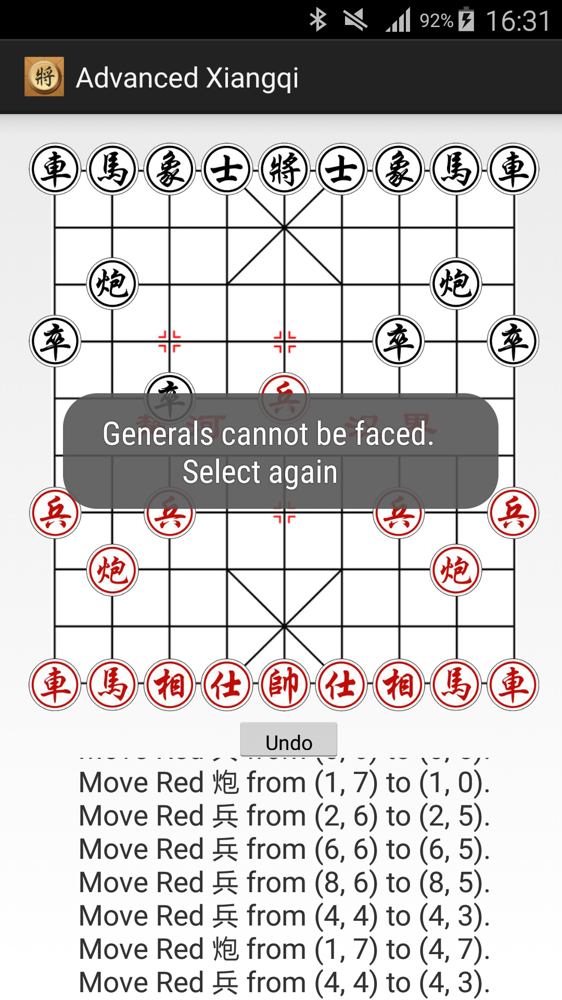 92% 16:31
將 Advanced Xiangqi
車 馬 象 士 將 士 象 馬 車
炮 炮
卒 卒 卒
卒 兵
河 汉 界
Generals cannot be faced.
Select again
兵 兵 兵 兵
炮 炮
車 馬 相 仕 帥 仕 相 馬 車
Undo
Move Red 炮 from (1, 7) to (1, 0).
Move Red 兵 from (2, 6) to (2, 5).
Move Red 兵 from (6, 6) to (6, 5).
Move Red 兵 from (8, 6) to (8, 5).
Move Red 兵 from (4, 4) to (4, 3).
Move Red 炮 from (1, 7) to (4, 7).
Move Red 兵 from (4, 4) to (4, 3).